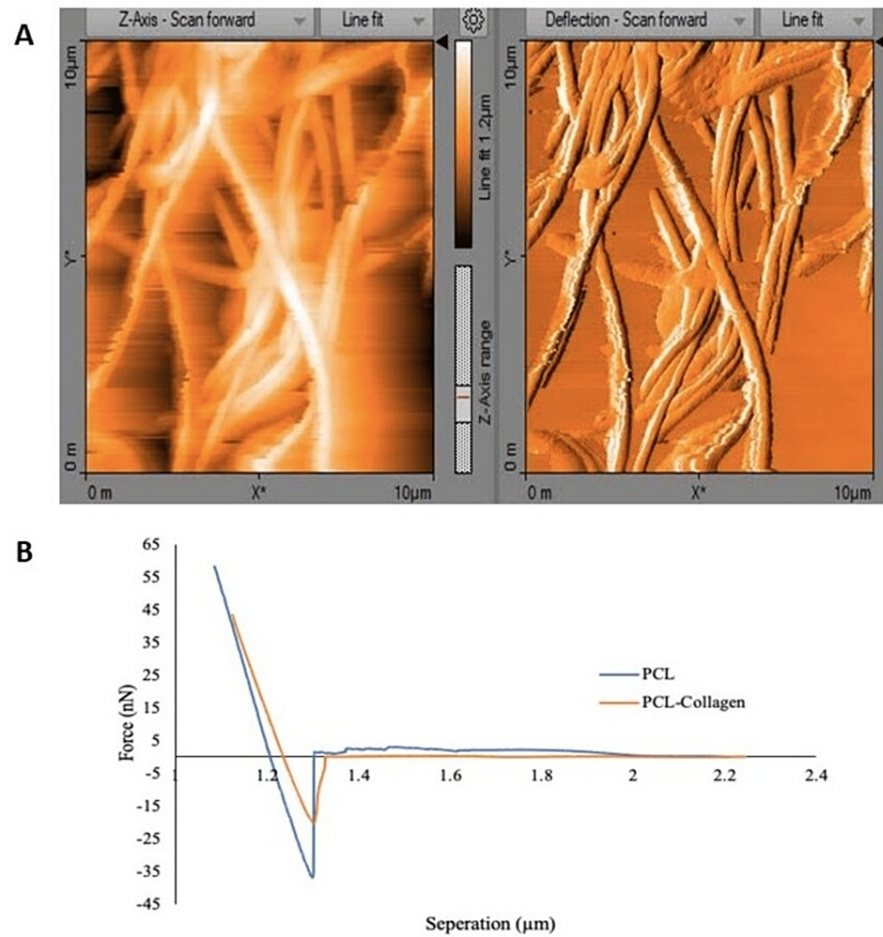 A
Z-Axis - Scan forward
Line fit
Deflection - Scan forward
Line fit
10µm
Y*
0 m
0 m
X*
10µm
Line fit 1.2µm
Z-Axis range
10µm
Y*
0 m
0 m
X*
10µm
B
65
55
45
35
25
15
5
-5
-15
-25
-35
-45
Force (nN)
PCL
PCL-Collagen
1
1.2
1.4
1.6
1.8
2
2.2
2.4
Seperation (µm)